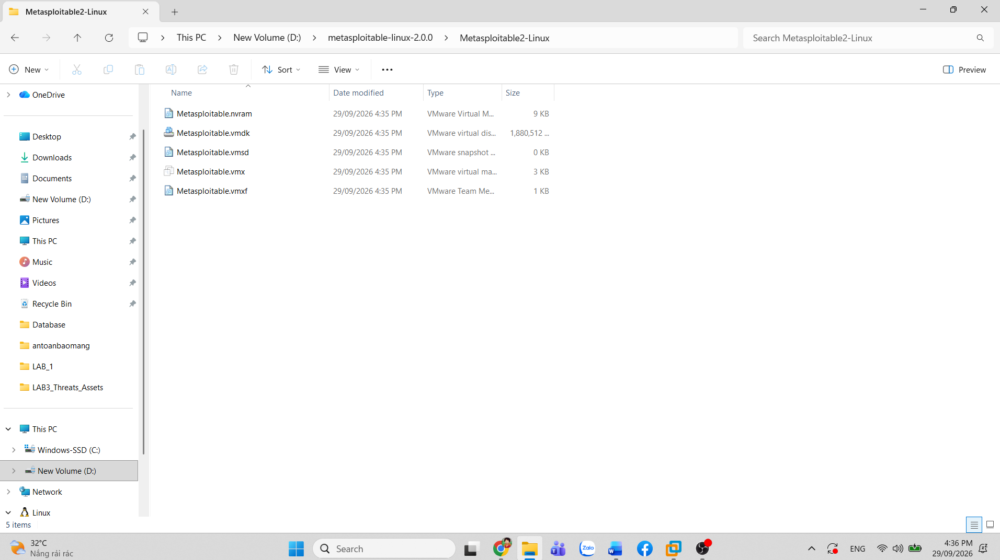 Metasploitable2-Linux
This PC
New Volume (D:)
metasploitable-linux-2.0.0
Metasploitable2-Linux
Search Metasploitable2-Linux
New
Sort
View
Preview
OneDrive
Desktop
Downloads
Documents
New Volume (D:)
Pictures
This PC
Music
Videos
Recycle Bin
Database
antoanbaomang
LAB_1
LAB3_Threats_Assets
This PC
Windows-SSD (C:)
New Volume (D:)
Network
Linux
Name Date modified Type Size
Metasploitable.nvram 29/09/2026 4:35 PM VMware Virtual M... 9 KB
Metasploitable.vmdk 29/09/2026 4:35 PM VMware virtual dis... 1,880,512 ...
Metasploitable.vmsd 29/09/2026 4:35 PM VMware snapshot ... 0 KB
Metasploitable.vmx 29/09/2026 4:35 PM VMware virtual ma... 3 KB
Metasploitable.vmxf 29/09/2026 4:35 PM VMware Team Me... 1 KB
5 items
32°C
Nắng rải rác
Search
Zalo
ENG
4:36 PM
29/09/2026